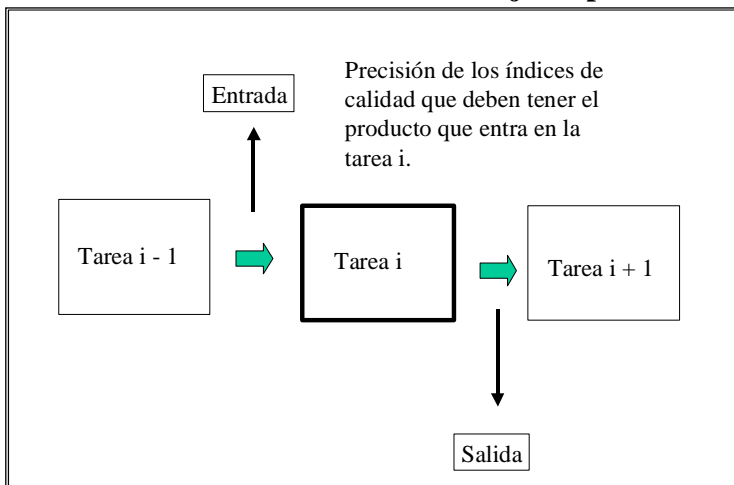 Entrada
Precisión de los índices de
calidad que deben tener el
producto que entra en la
tarea i.
Tarea i - 1
Tarea i
Tarea i + 1
Salida